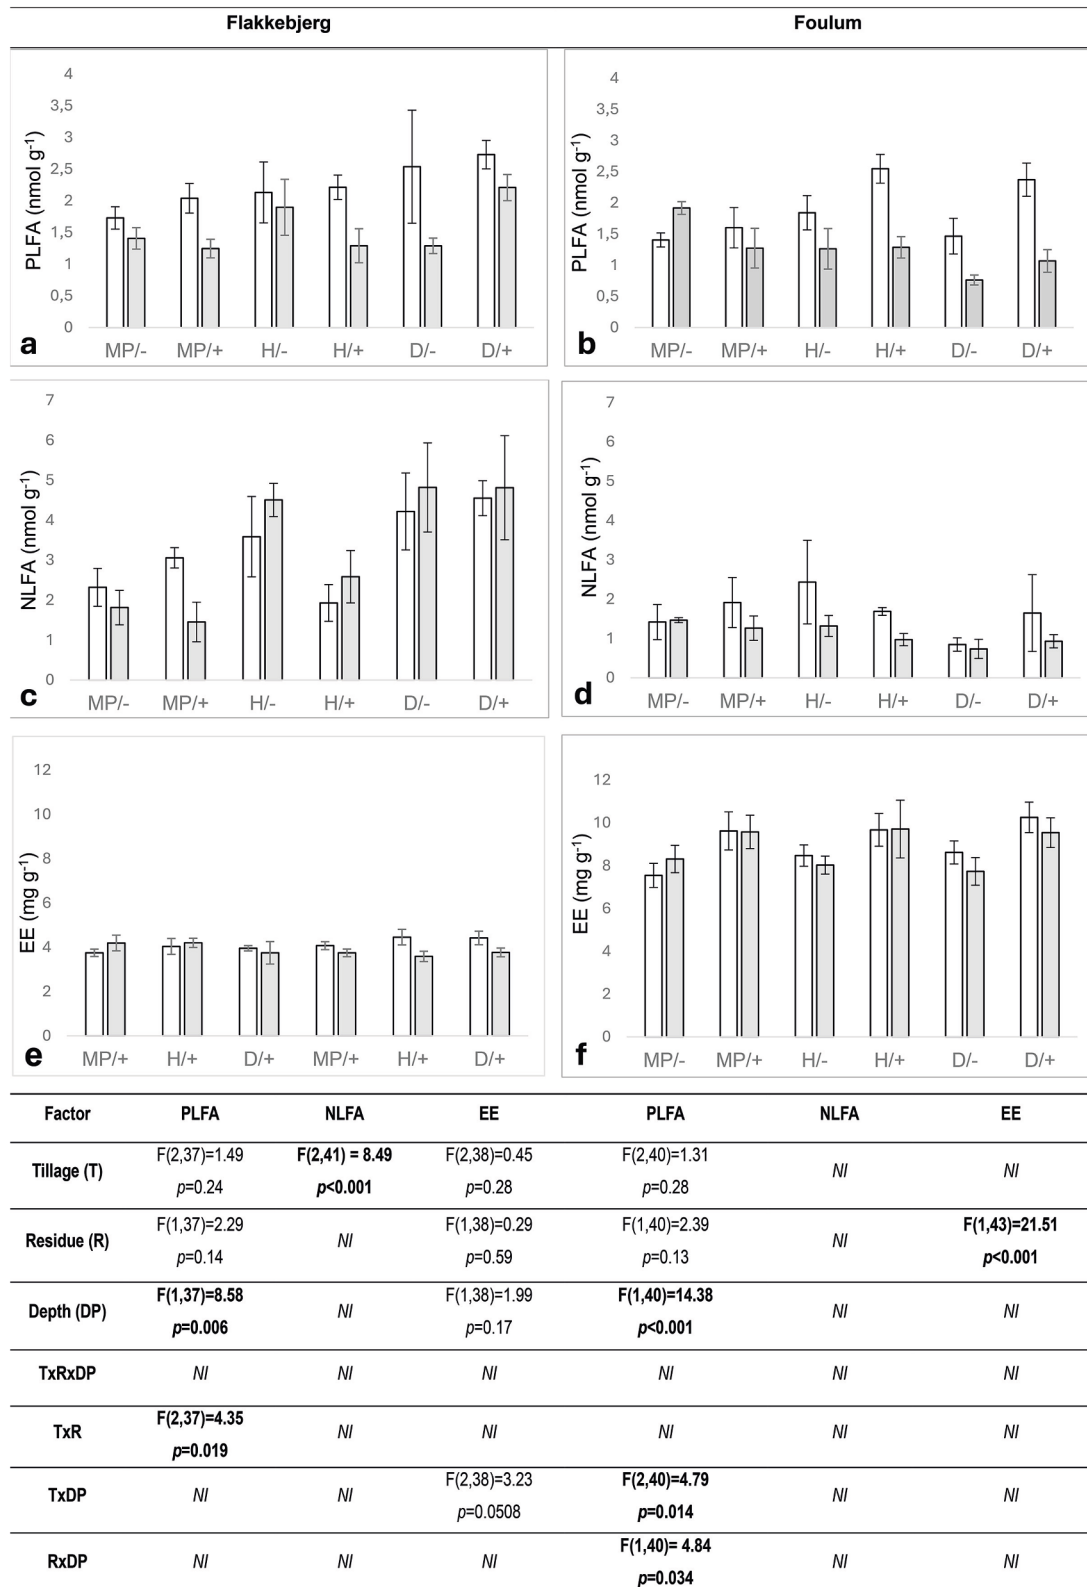 Flakkebjerg Foulum
PLFA (nmol g-1)
4
3,5
3
2,5
2
1,5
1
0,5
0
MP/- MP/+ H/- H/+ D/- D/+
a
PLFA (nmol g-1)
4
3,5
3
2,5
2
1,5
1
0,5
0
MP/- MP/+ H/- H/+ D/- D/+
b
NLFA (nmol g-1)
7
6
5
4
3
2
1
0
MP/- MP/+ H/- H/+ D/- D/+
c
NLFA (nmol g-1)
7
6
5
4
3
2
1
0
MP/- MP/+ H/- H/+ D/- D/+
d
EE (mg g-1)
12
10
8
6
4
2
0
MP/+ H/+ D/+ MP/+ H/+ D/+
e
EE (mg g-1)
12
10
8
6
4
2
0
MP/- MP/+ H/- H/+ D/- D/+
f
Factor PLFA NLFA EE PLFA NLFA EE
Tillage (T) F(2,37)=1.49 F(2,41) = 8.49 F(2,38)=0.45 F(2,40)=1.31 NI NI
p=0.24 p<0.001 p=0.28 p=0.28
Residue (R) F(1,37)=2.29 NI F(1,38)=0.29 F(1,40)=2.39 NI F(1,43)=21.51
p=0.14 p=0.59 p=0.13 p<0.001
Depth (DP) F(1,37)=8.58 NI F(1,38)=1.99 F(1,40)=14.38 NI NI
p=0.006 p=0.17 p<0.001
TxRxDP NI NI NI NI NI NI
TxR F(2,37)=4.35 NI NI NI NI NI
p=0.019
TxDP NI NI F(2,38)=3.23 F(2,40)=4.79 NI NI
p=0.0508 p=0.014
RxDP NI NI NI F(1,40)= 4.84 NI NI
p=0.034